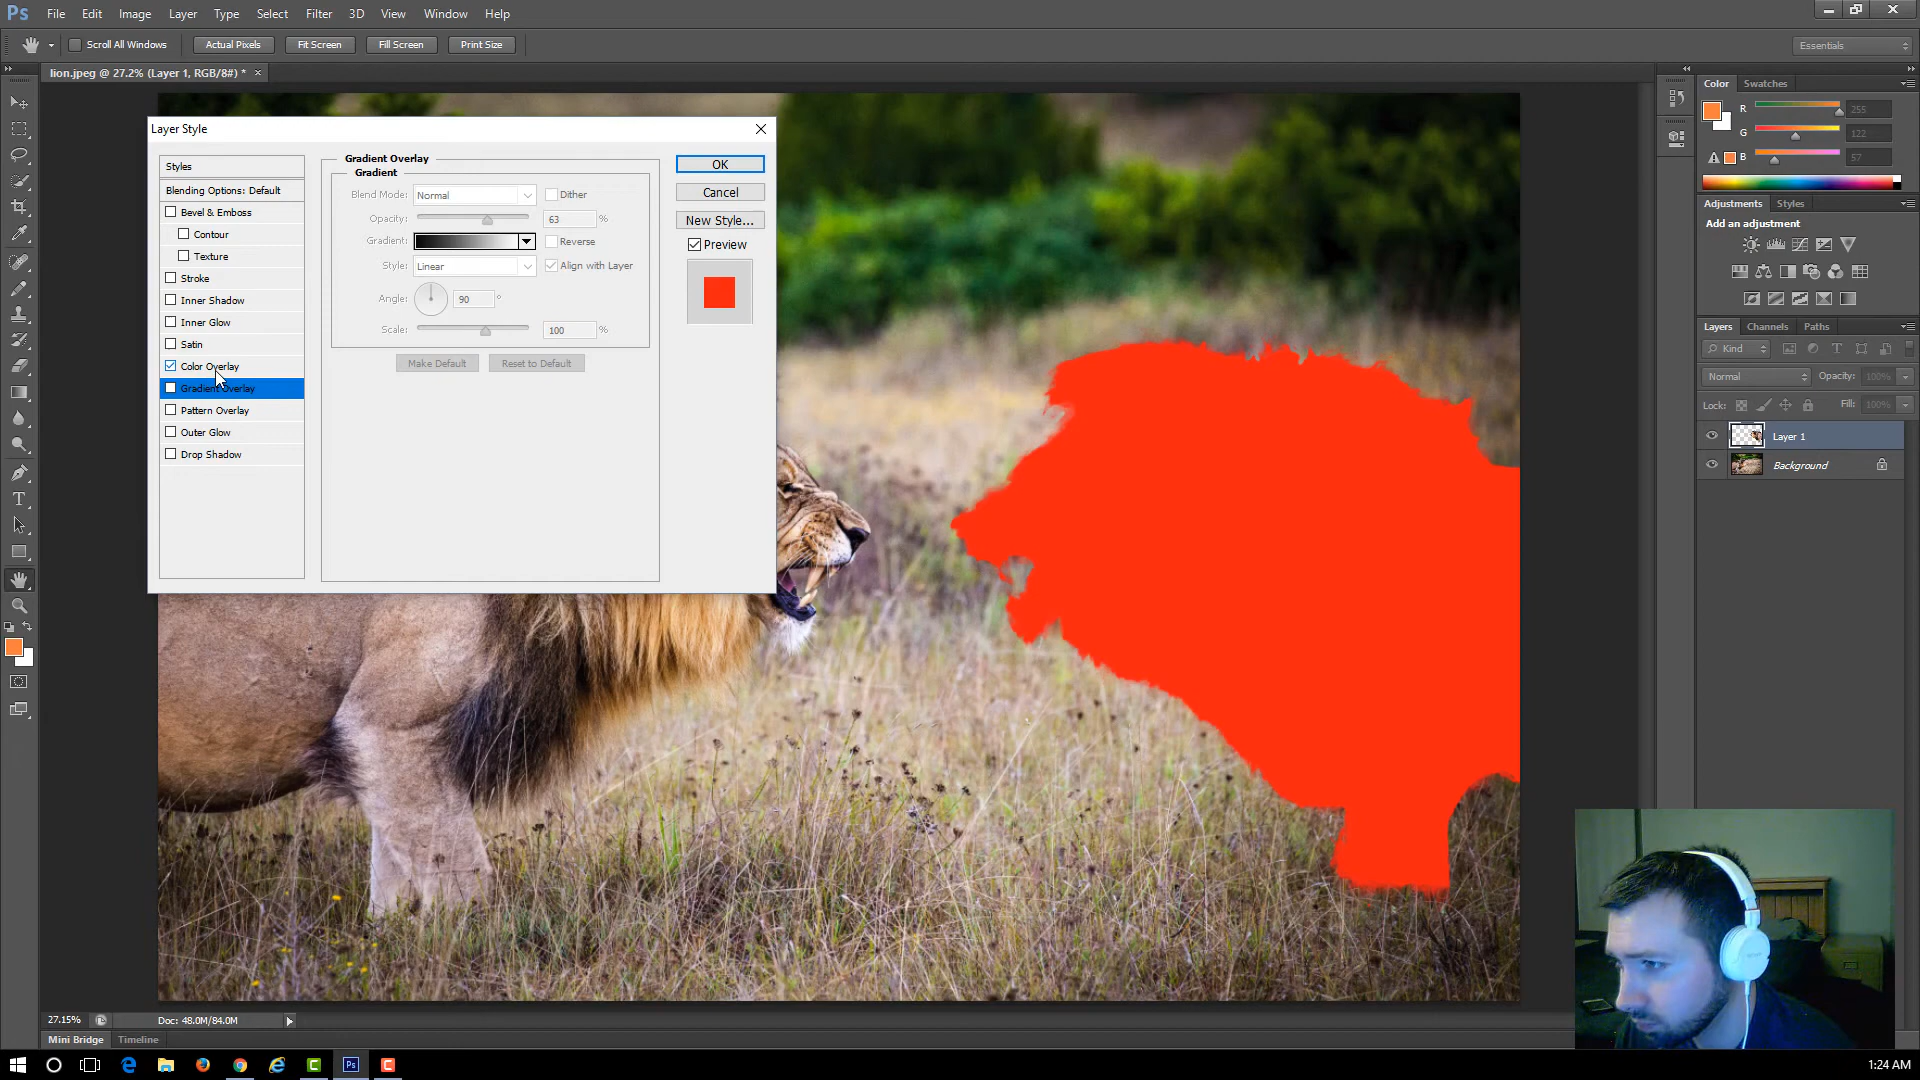 Ps File Edit Image Layer Type Select Filter 3D View Window Help
Scroll All Windows Actual Pixels Fit Screen Fill Screen Print Size Essentials
lion.jpeg @ 27.2% (Layer 1, RGB/8#) * ×
Layer Style
Styles
Blending Options: Default
Bevel & Emboss
Contour
Texture
Stroke
Inner Shadow
Inner Glow
Satin
Color Overlay
Gradient Overlay
Pattern Overlay
Outer Glow
Drop Shadow
Gradient Overlay
Gradient
Blend Mode: Normal Dither
Opacity: 63 %
Gradient: Reverse
Style: Linear Align with Layer
Angle: 90 °
Scale: 100 %
Make Default Reset to Default
OK
Cancel
New Style...
Preview
Color Swatches
R 255
G 122
B 57
Adjustments Styles
Add an adjustment
Layers Channels Paths
Kind
Normal Opacity: 100%
Lock: Fill: 100%
Layer 1
Background
27.15% Doc: 48.0M/84.0M
Mini Bridge Timeline
Ps 1:24 AM